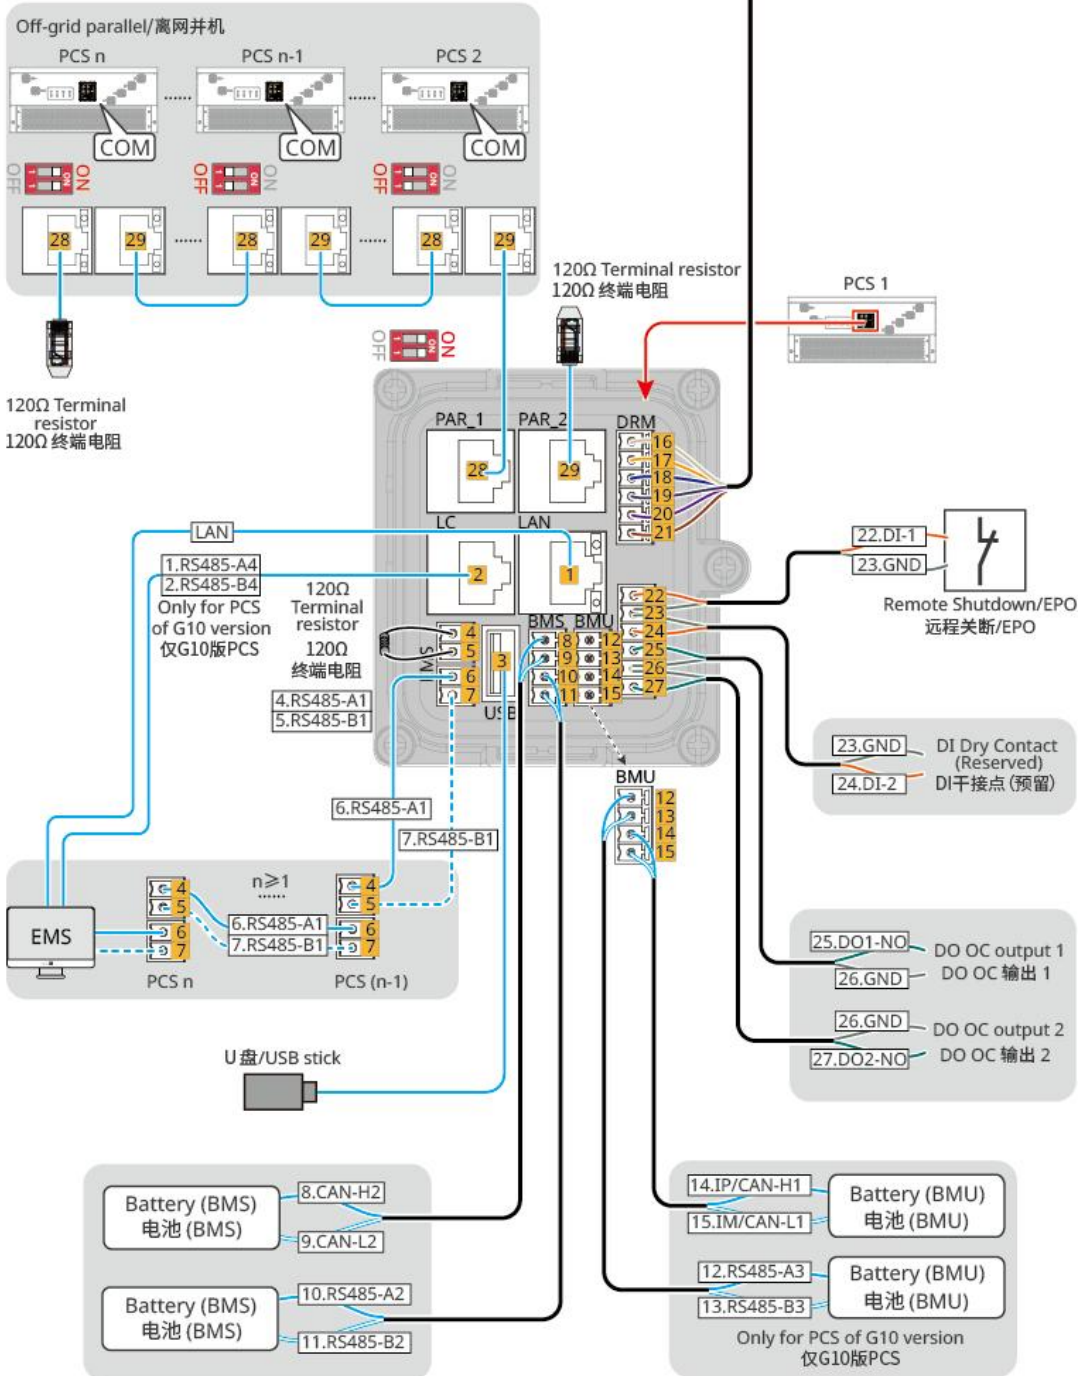 Off-grid parallel/离网并机
PCS n
PCS n-1
PCS 2
......
......
COM
COM
COM
OFF
ON
OFF
ON
OFF
ON
28
29
......
28
29
......
28
29
120Ω Terminal resistor
120Ω 终端电阻
PCS 1
OFF
ON
120Ω Terminal
resistor
120Ω 终端电阻
PAR_1
PAR_2
DRM
28
29
16
17
18
19
20
21
LC
LAN
2
1
LAN
1.RS485-A4
2.RS485-B4
Only for PCS
of G10 version
仅G10版PCS
120Ω
Terminal
resistor
120Ω
终端电阻
4.RS485-A1
5.RS485-B1
EMS
4
5
6
7
3
USB
BMS
8
9
10
11
BMU
12
13
14
15
22
23
24
25
26
27
22.DI-1
23.GND
Remote Shutdown/EPO
远程关断/EPO
23.GND
24.DI-2
DI Dry Contact
(Reserved)
DI干接点(预留)
BMU
12
13
14
15
6.RS485-A1
7.RS485-B1
EMS
4
5
6
7
PCS n
n≥1
......
6.RS485-A1
7.RS485-B1
4
5
6
7
PCS (n-1)
25.DO1-NO
26.GND
DO OC output 1
DO OC 输出 1
26.GND
27.DO2-NO
DO OC output 2
DO OC 输出 2
U盘/USB stick
Battery (BMS)
电池 (BMS)
8.CAN-H2
9.CAN-L2
Battery (BMS)
电池 (BMS)
10.RS485-A2
11.RS485-B2
14.IP/CAN-H1
15.IM/CAN-L1
Battery (BMU)
电池 (BMU)
12.RS485-A3
13.RS485-B3
Battery (BMU)
电池 (BMU)
Only for PCS of G10 version
仅G10版PCS